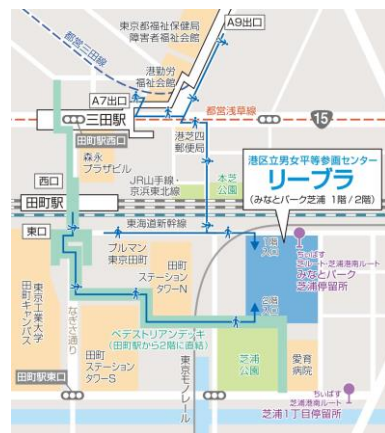 東京都福祉保健局
障害者福祉会館
A9出口
都営三田線
港勤労
福祉会館
A7出口
都営浅草線
15
三田駅
田町駅西口
港芝四
郵便局
森永
プラザビル
本芝
公園
港区立男女平等参画センター
リーブラ
(みなとパーク芝浦 1階/2階)
西口
JR山手線・
京浜東北線
田町駅
東海道新幹線
東口
プルマン
東京田町
1階
入口
ちぃばす
芝ルート・芝浦港南ルート
みなとパーク
芝浦停留所
田町
ステーション
タワーN
2階
入口
東京工業大学
田町キャンパス
なぎさ通り
ペデストリアンデッキ
(田町駅から2階に直結)
田町
ステーション
タワーS
東京モノレール
芝浦
公園
愛育
病院
田町駅東口
ちぃばす
芝浦港南ルート
芝浦1丁目停留所